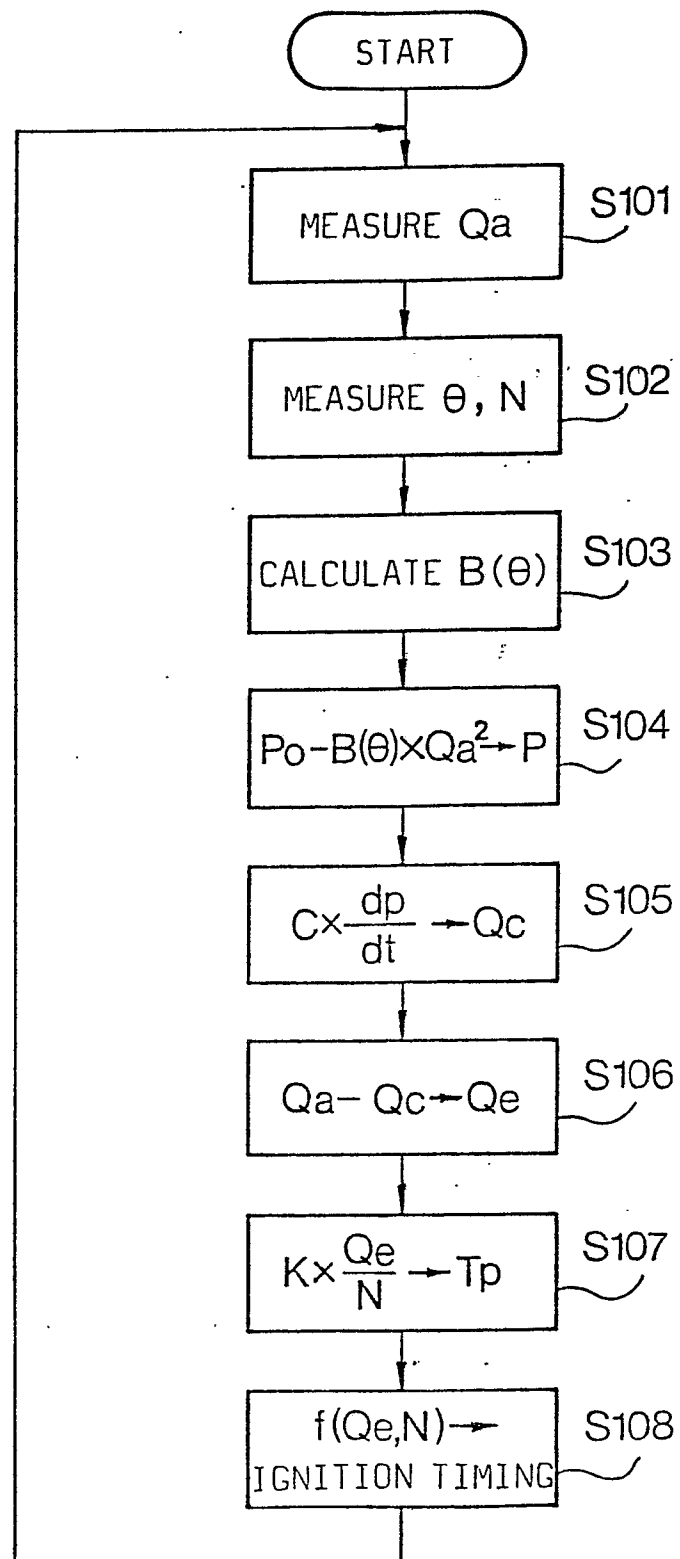 START
MEASURE Qa
S101
MEASURE θ, N
S102
CALCULATE B(θ)
S103
Po-B(θ)×Qa²→P
S104
C×dp/dt→Qc
S105
Qa-Qc→Qe
S106
K×Qe/N→Tp
S107
f(Qe,N)→
IGNITION TIMING
S108